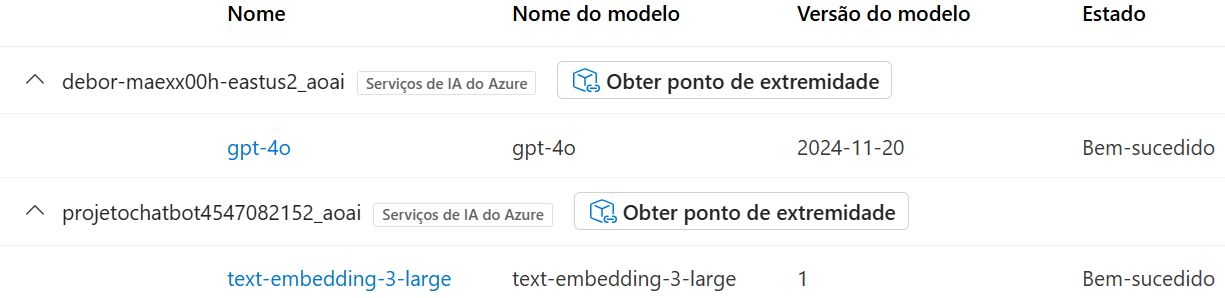 Nome Nome do modelo Versão do modelo Estado
debor-maexx00h-eastus2_aoai Serviços de IA do Azure Obter ponto de extremidade
gpt-4o gpt-4o 2024-11-20 Bem-sucedido
projetochatbot4547082152_aoai Serviços de IA do Azure Obter ponto de extremidade
text-embedding-3-large text-embedding-3-large 1 Bem-sucedido